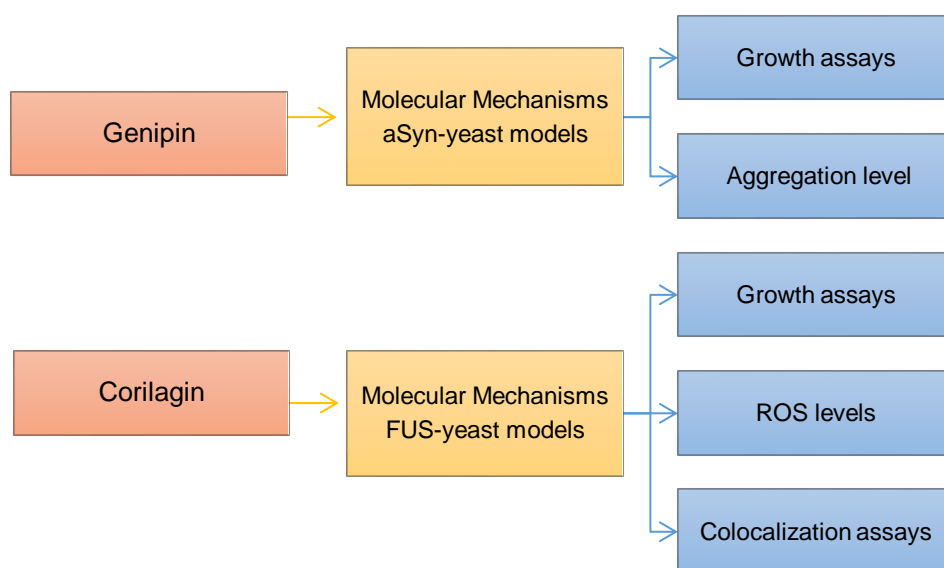 Genipin
Molecular Mechanisms
aSyn-yeast models
Growth assays
Aggregation level
Corilagin
Molecular Mechanisms
FUS-yeast models
Growth assays
ROS levels
Colocalization assays